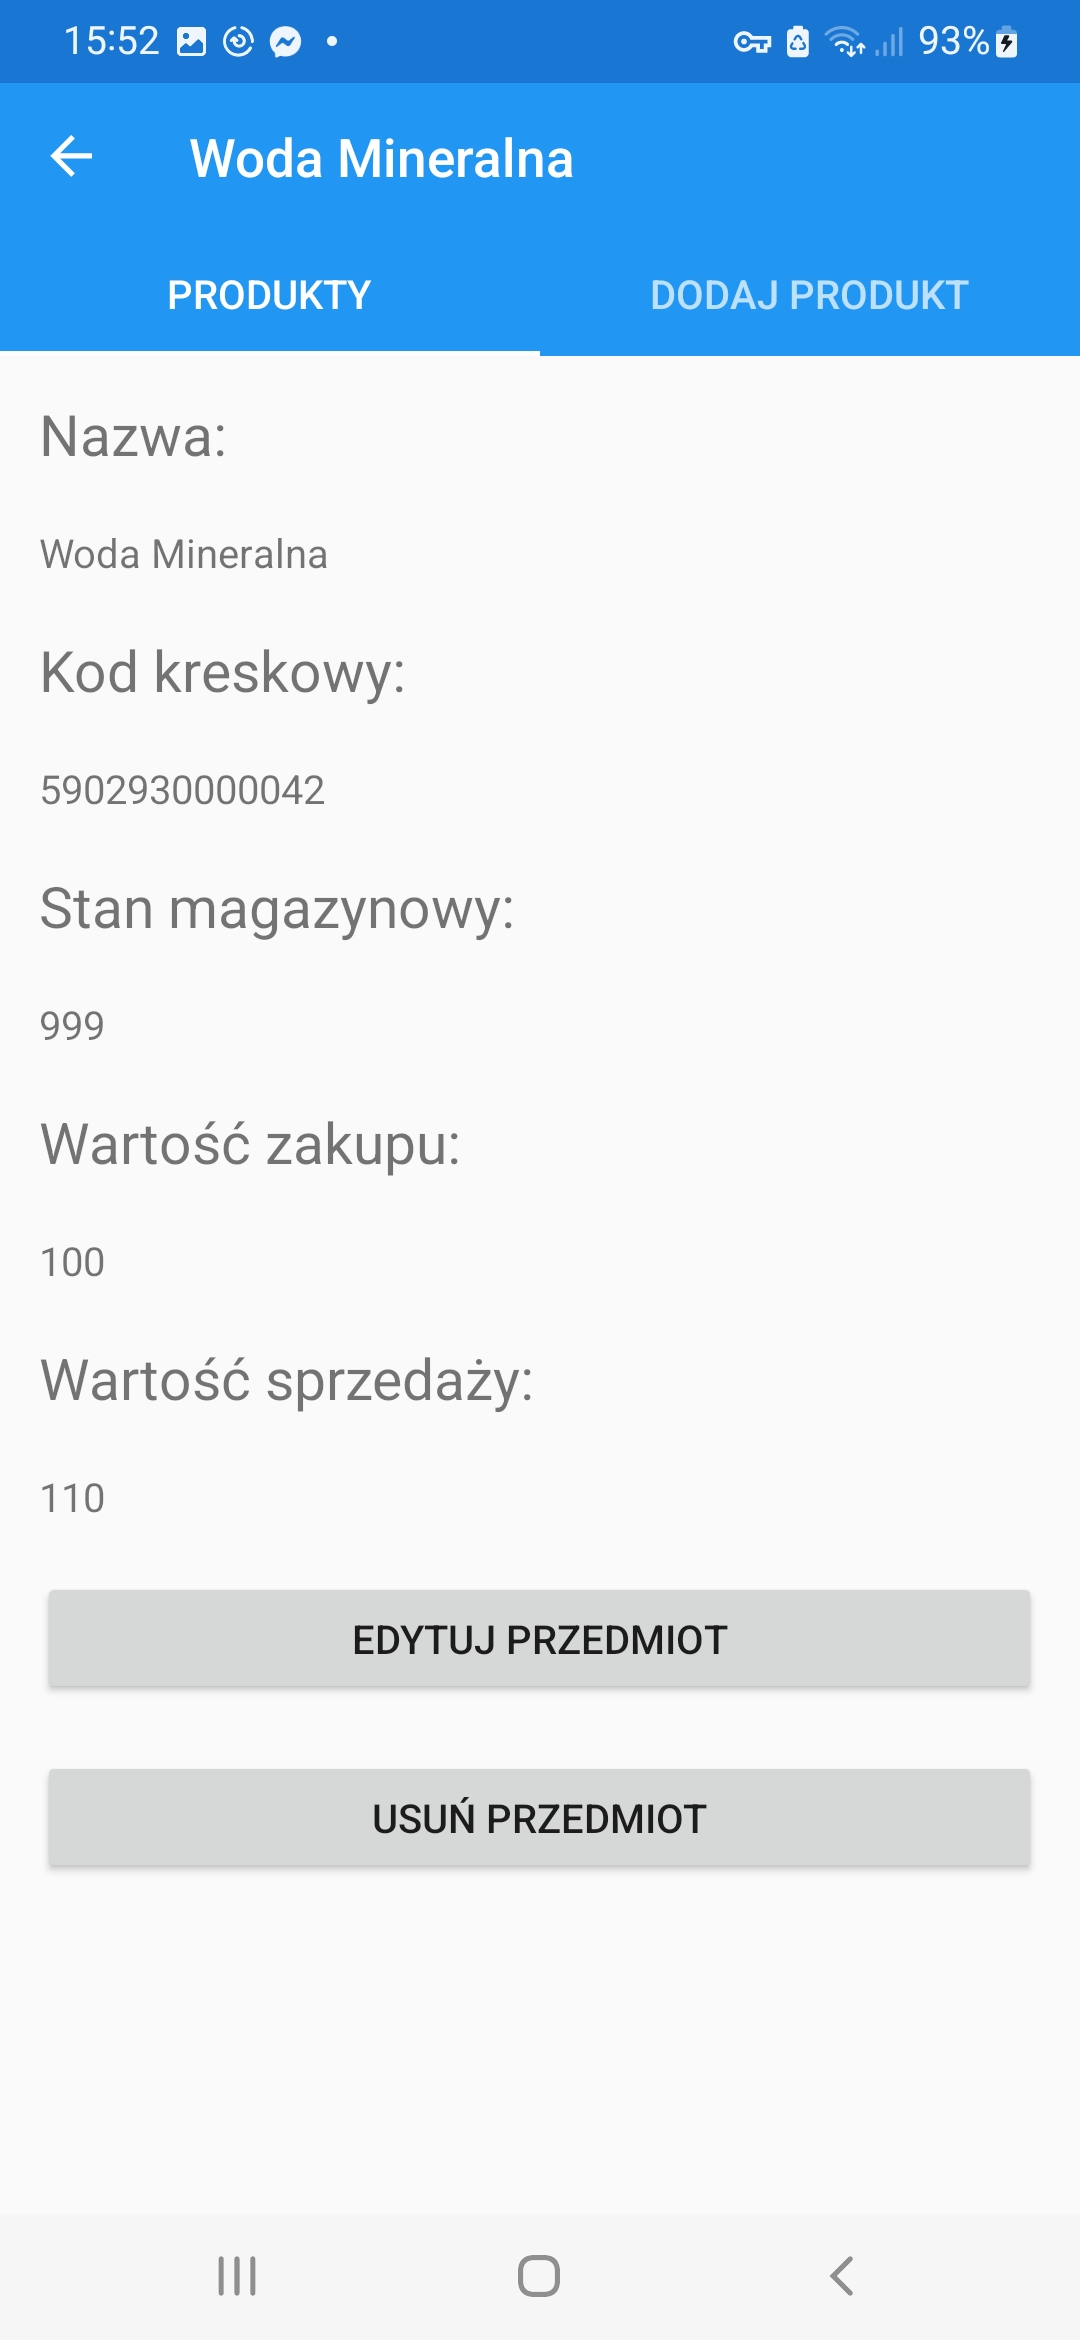 15:52
93%
Woda Mineralna
PRODUKTY
DODAJ PRODUKT
Nazwa:
Woda Mineralna
Kod kreskowy:
5902930000042
Stan magazynowy:
999
Wartość zakupu:
100
Wartość sprzedaży:
110
EDYTUJ PRZEDMIOT
USUŃ PRZEDMIOT